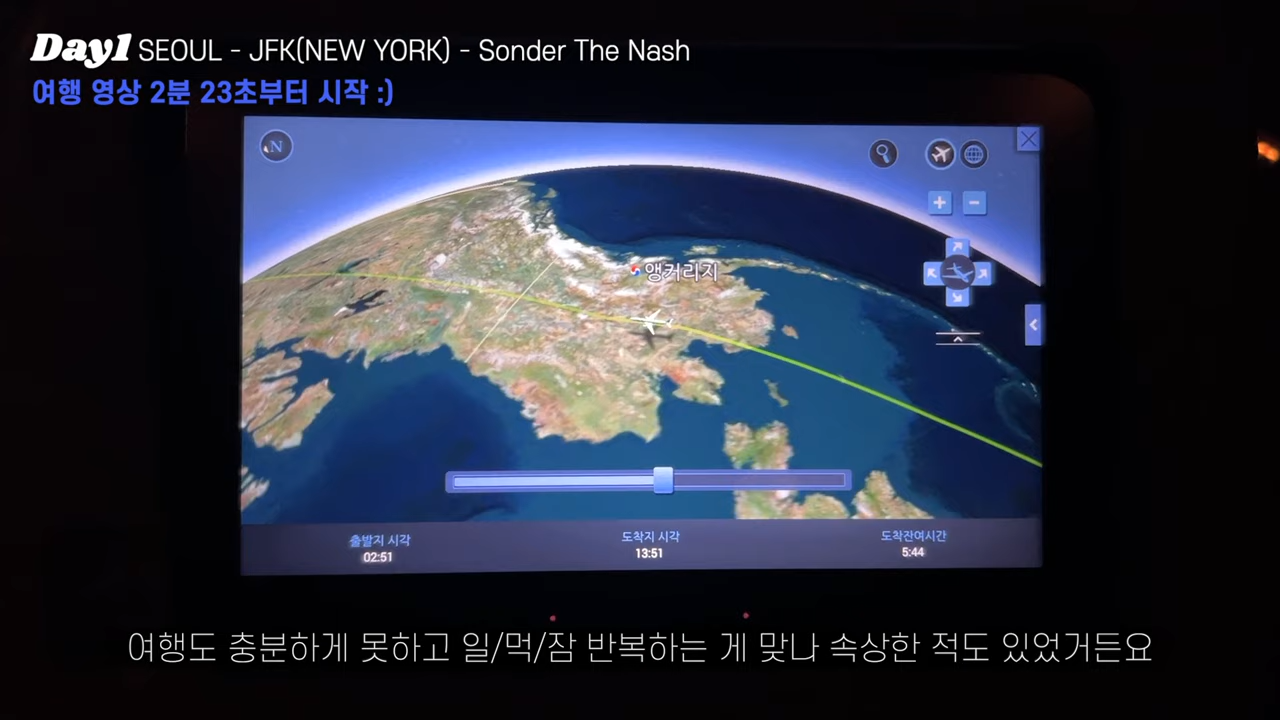 Day1 SEOUL - JFK(NEW YORK) - Sonder The Nash
여행 영상 2분 23초부터 시작 :)
N
앵커리지
출발지 시각
02:51
도착지 시각
13:51
도착잔여시간
5:44
여행도 충분하게 못하고 일/먹/잠 반복하는 게 맞나 속상한 적도 있었거든요